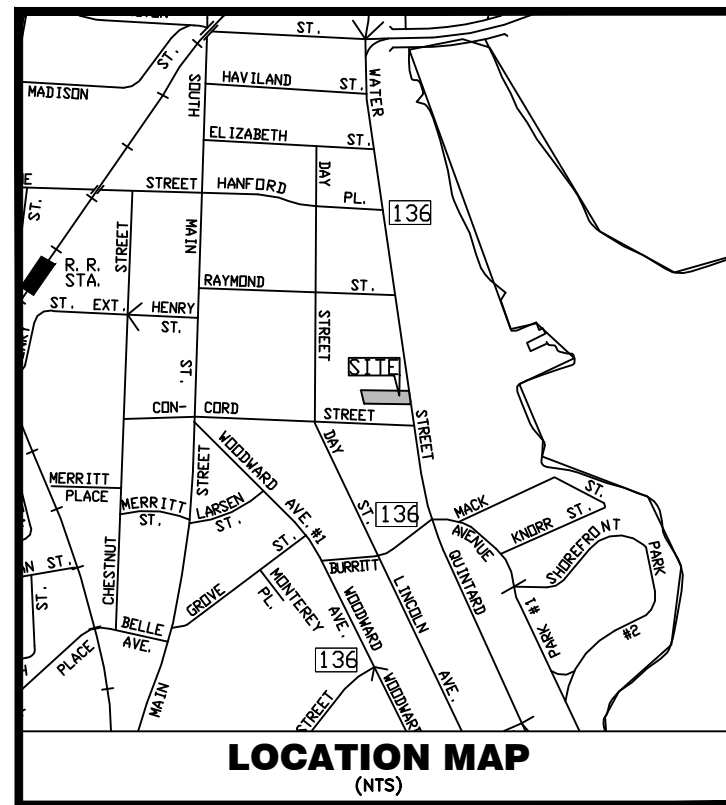 ST.
MADISON
ST.
SOUTH
HAVILAND ST.
WATER
ELIZABETH ST.
DAY
E
ST.
STREET HANFORD PL.
136
STREET
MAIN
R. R.
STA.
RAYMOND ST.
ST. EXT. HENRY
ST.
STREET
ST.
SITE
CON- CORD STREET
STREET
WOODWARD
AVE. #1
DAY
ST.
STREET
MERRITT
PLACE
MERRITT
ST.
LARSEN
ST.
136
MACK
ST.
KNORR ST.
AVENUE
SHOREFRONT
PARK
CHESTNUT
ST.
ST.
GROVE ST.
BURRITT
QUINTARD
MONTEREY
PL.
WOODWARD
AVE.
LINCOLN
AVE.
PARK #1
#2
BELLE
AVE.
PLACE
136
MAIN
STREET
WOODWARD
LOCATION MAP
(NTS)